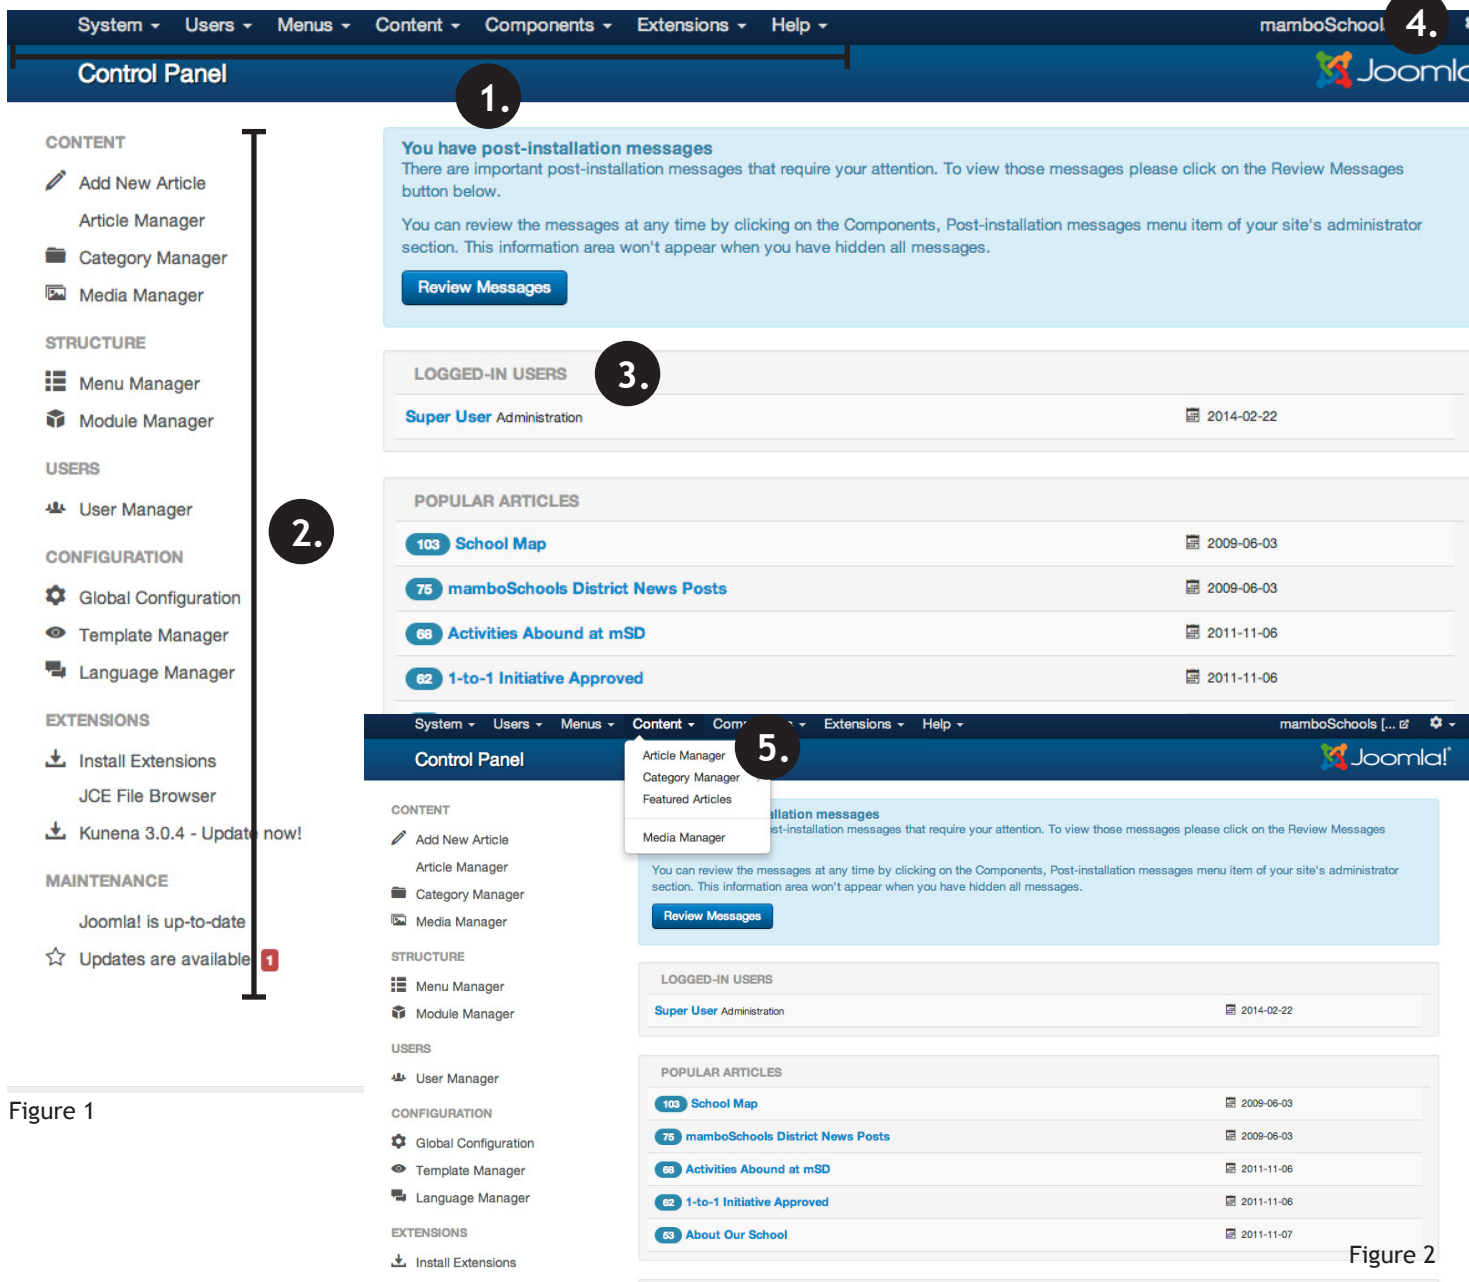 System Users Menus Content Components Extensions Help mamboSchool 4.
Control Panel Joomla
1.
CONTENT
Add New Article
Article Manager
Category Manager
Media Manager
STRUCTURE
Menu Manager
Module Manager
USERS
User Manager
2.
CONFIGURATION
Global Configuration
Template Manager
Language Manager
EXTENSIONS
Install Extensions
JCE File Browser
Kunena 3.0.4 - Update now!
MAINTENANCE
Joomla! is up-to-date
Updates are available 1
You have post-installation messages
There are important post-installation messages that require your attention. To view those messages please click on the Review Messages
button below.
You can review the messages at any time by clicking on the Components, Post-installation messages menu item of your site's administrator
section. This information area won't appear when you have hidden all messages.
Review Messages
LOGGED-IN USERS 3.
Super User Administration 2014-02-22
POPULAR ARTICLES
103 School Map 2009-06-03
75 mamboSchools District News Posts 2009-06-03
68 Activities Abound at mSD 2011-11-06
62 1-to-1 Initiative Approved 2011-11-06
Figure 1
System Users Menus Content Com Extensions Help mamboSchools [...
5.
Control Panel Joomla!
Article Manager
Category Manager
Featured Articles
Media Manager
CONTENT
Add New Article
Article Manager
Category Manager
Media Manager
STRUCTURE
Menu Manager
Module Manager
USERS
User Manager
CONFIGURATION
Global Configuration
Template Manager
Language Manager
EXTENSIONS
Install Extensions
allation messages
st-installation messages that require your attention. To view those messages please click on the Review Messages
You can review the messages at any time by clicking on the Components, Post-installation messages menu item of your site's administrator
section. This information area won't appear when you have hidden all messages.
Review Messages
LOGGED-IN USERS
Super User Administration 2014-02-22
POPULAR ARTICLES
103 School Map 2009-06-03
75 mamboSchools District News Posts 2009-06-03
68 Activities Abound at mSD 2011-11-06
62 1-to-1 Initiative Approved 2011-11-06
53 About Our School 2011-11-07
Figure 2